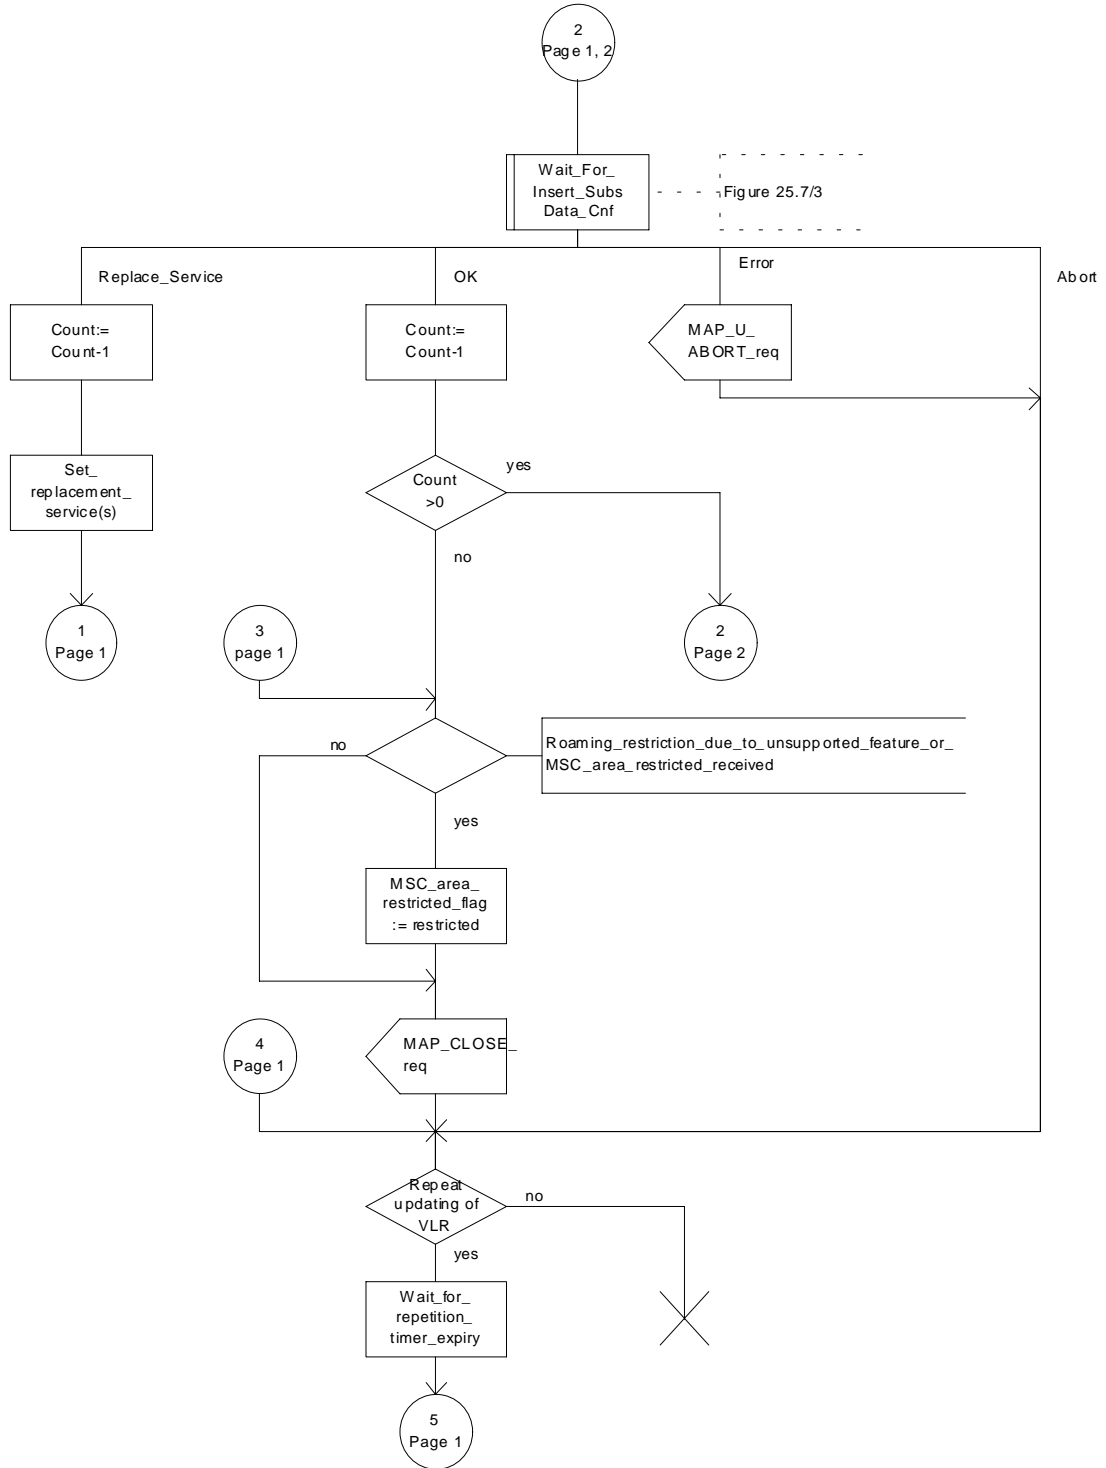 2
Page 1, 2
Wait_For_
Insert_Subs
Data_Cnf
Figure 25.7/3
Replace_Service
OK
Error
Abort
Count:=
Count-1
Count:=
Count-1
MAP_U_
ABORT_req
Set_
replacement_
service(s)
Count
>0
yes
no
1
Page 1
3
page 1
2
Page 2
no
Roaming_restriction_due_to_unsupported_feature_or_
MSC_area_restricted_received
yes
MSC_area_
restricted_flag
:= restricted
4
Page 1
MAP_CLOSE_
req
Repeat
updating of
VLR
no
yes
Wait_for_
repetition_
timer_expiry
5
Page 1